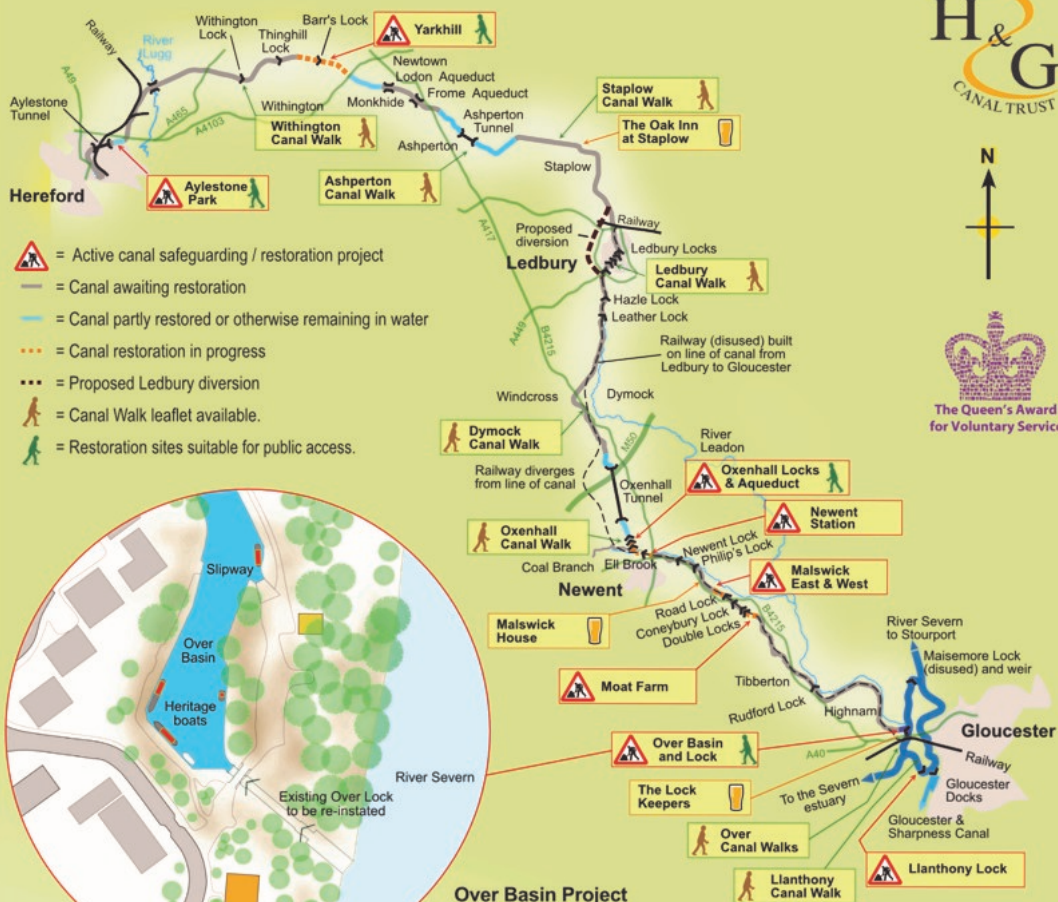 H & G
CANAL TRUST
N
The Queen's Award
for Voluntary Service
Railway
River
Lugg
Withington
Lock
Thinghill
Lock
Barr's Lock
Yarkhill
A49
Aylestone
Tunnel
A465
A4103
Withington
Withington
Canal Walk
Newtown
Lodon Aqueduct
Monkhide
Frome Aqueduct
Ashperton
Tunnel
Ashperton
Staplow
Canal Walk
The Oak Inn
at Staplow
Staplow
Hereford
Aylestone
Park
Ashperton
Canal Walk
A417
Proposed
diversion
Railway
Ledbury
Ledbury Locks
Ledbury
Canal Walk
Hazle Lock
Leather Lock
A449
B4215
Railway (disused) built
on line of canal from
Ledbury to Gloucester
= Active canal safeguarding / restoration project
= Canal awaiting restoration
= Canal partly restored or otherwise remaining in water
= Canal restoration in progress
= Proposed Ledbury diversion
= Canal Walk leaflet available.
= Restoration sites suitable for public access.
Windcross
Dymock
Dymock
Canal Walk
M50
River
Leadon
Railway diverges
from line of canal
Oxenhall
Tunnel
Oxenhall Locks
& Aqueduct
Newent
Station
Oxenhall
Canal Walk
Coal Branch
Ell Brook
Newent Lock
Philip's Lock
Newent
Malswick
East & West
Malswick
House
Road Lock
Coneybury Lock
Double Locks
B4215
Moat Farm
Tibberton
Rudford Lock
Highnam
River Severn
to Stourport
Maisemore Lock
(disused) and weir
Gloucester
Over Basin
and Lock
A40
Railway
The Lock
Keepers
To the Severn
estuary
Gloucester
Docks
Gloucester &
Sharpness Canal
Over
Canal Walks
Llanthony Lock
Llanthony
Canal Walk
Slipway
Over
Basin
Heritage
boats
River Severn
Existing Over Lock
to be re-instated
Over Basin Project